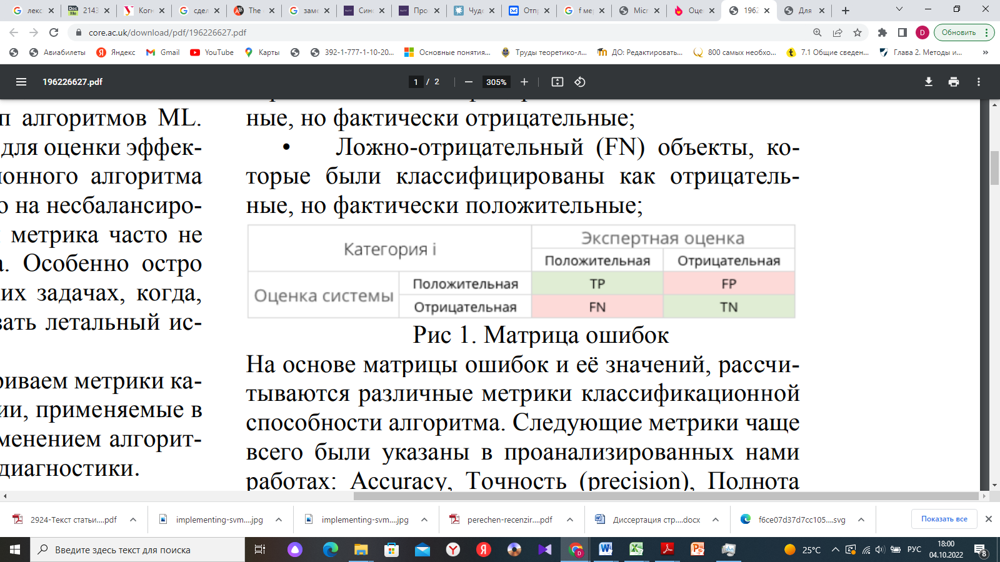 лекс
2143
Когн
сдел
The
заме
Сино
Про
Чуде
Отпр
f мер
Micr
Оце
1962
Для
core.ac.uk/download/pdf/196226627.pdf
Обновить
Авиабилеты
Яндекс
Gmail
YouTube
Карты
392-1-777-1-10-20...
Основные понятия...
Труды теоретико-л...
ДО: Редактировать...
800 самых необхо...
7.1 Общие сведен...
Глава 2. Методы и...
»
196226627.pdf
1 / 2
305%
п алгоритмов ML.
для оценки эффек-
ионного алгоритма
о на несбалансиро-
метрика часто не
а. Особенно остро
их задачах, когда,
вать летальный ис-
риваем метрики ка-
ии, применяемые в
менением алгорит-
диагностики.
ные, но фактически отрицательные;
• Ложно-отрицательный (FN) объекты, ко-
торые были классифицированы как отрицатель-
ные, но фактически положительные;
Категория i
Экспертная оценка
Положительная
Отрицательная
Оценка системы
Положительная
TP
FP
Отрицательная
FN
TN
Рис 1. Матрица ошибок
На основе матрицы ошибок и её значений, рассчи-
тываются различные метрики классификационной
способности алгоритма. Следующие метрики чаще
всего были указаны в проанализированных нами
работах: Accuracy, Точность (precision), Полнота
2924-Текст статьи....pdf
implementing-svm....jpg
implementing-svm....jpg
perechen-recenzir....pdf
Диссертация стр....docx
f6ce07d37d7cc105....svg
Показать все
Введите здесь текст для поиска
25°C
РУС
18:00
04.10.2022
8